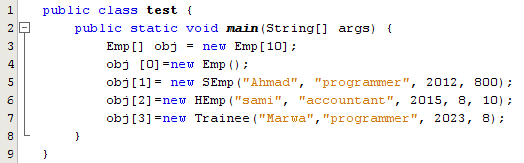 1 public class test {
2 public static void main(String[] args) {
3 Emp[] obj = new Emp[10];
4 obj [0]=new Emp();
5 obj[1]= new SEmp("Ahmad", "programmer", 2012, 800);
6 obj[2]=new HEmp("sami", "accountant", 2015, 8, 10);
7 obj[3]=new Trainee("Marwa","programmer", 2023, 8);
8 }
9 }